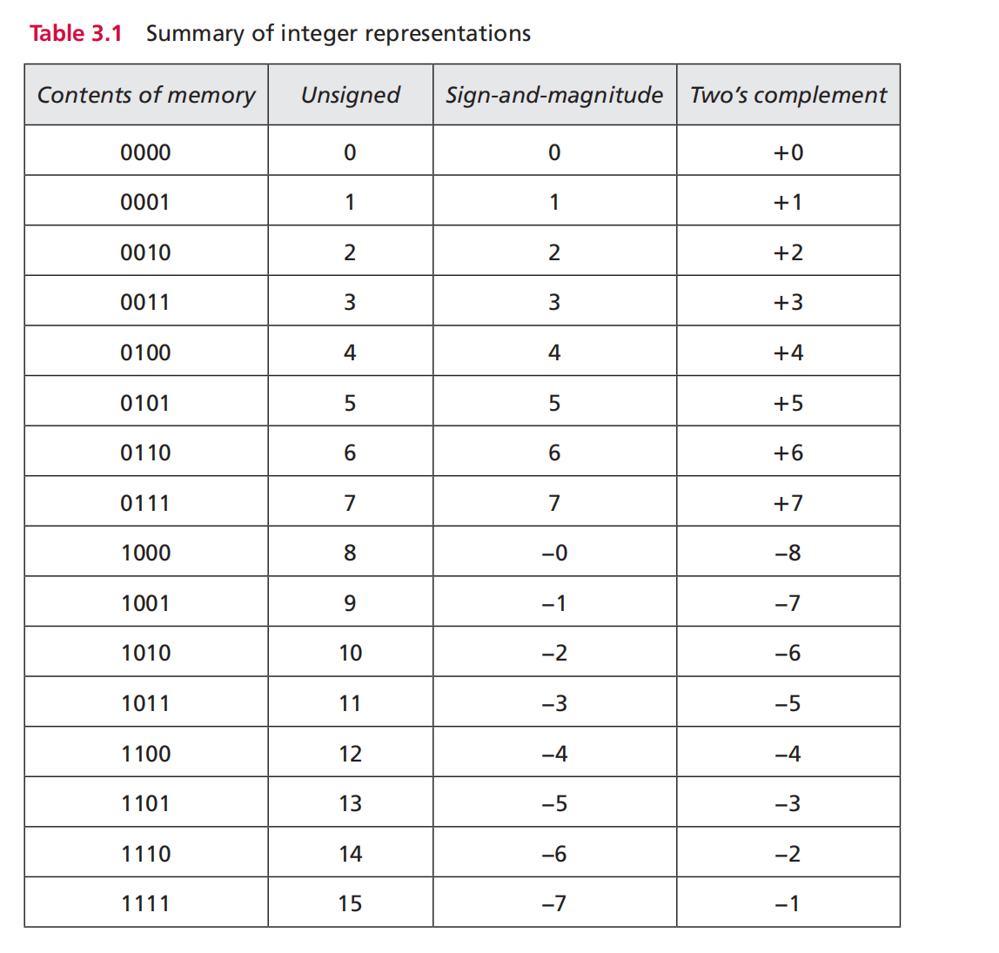 Table 3.1 Summary of integer representations
Contents of memory Unsigned Sign-and-magnitude Two’s complement
0000 0 0 +0
0001 1 1 +1
0010 2 2 +2
0011 3 3 +3
0100 4 4 +4
0101 5 5 +5
0110 6 6 +6
0111 7 7 +7
1000 8 –0 –8
1001 9 –1 –7
1010 10 –2 –6
1011 11 –3 –5
1100 12 –4 –4
1101 13 –5 –3
1110 14 –6 –2
1111 15 –7 –1